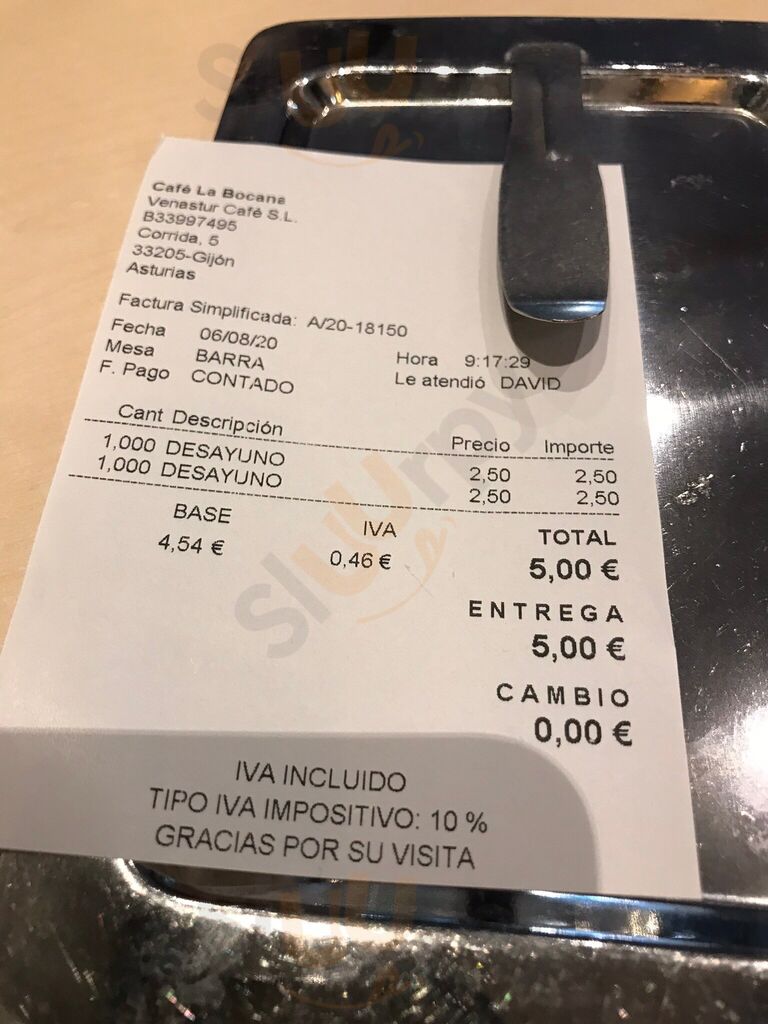 Café La Bocana
Venastur Café S.L.
B33997495
Corrida, 5
33205-Gijón
Asturias
Factura Simplificada: A/20-18150
Fecha 06/08/20 Hora 9:17:29
Mesa BARRA Le atendió DAVID
F. Pago CONTADO
Cant Descripción Precio Importe
1,000 DESAYUNO 2,50 2,50
1,000 DESAYUNO 2,50 2,50
BASE IVA TOTAL
4,54 € 0,46 € 5,00 €
ENTREGA
5,00 €
CAMBIO
0,00 €
IVA INCLUIDO
TIPO IVA IMPOSITIVO: 10 %
GRACIAS POR SU VISITA
sluurpy